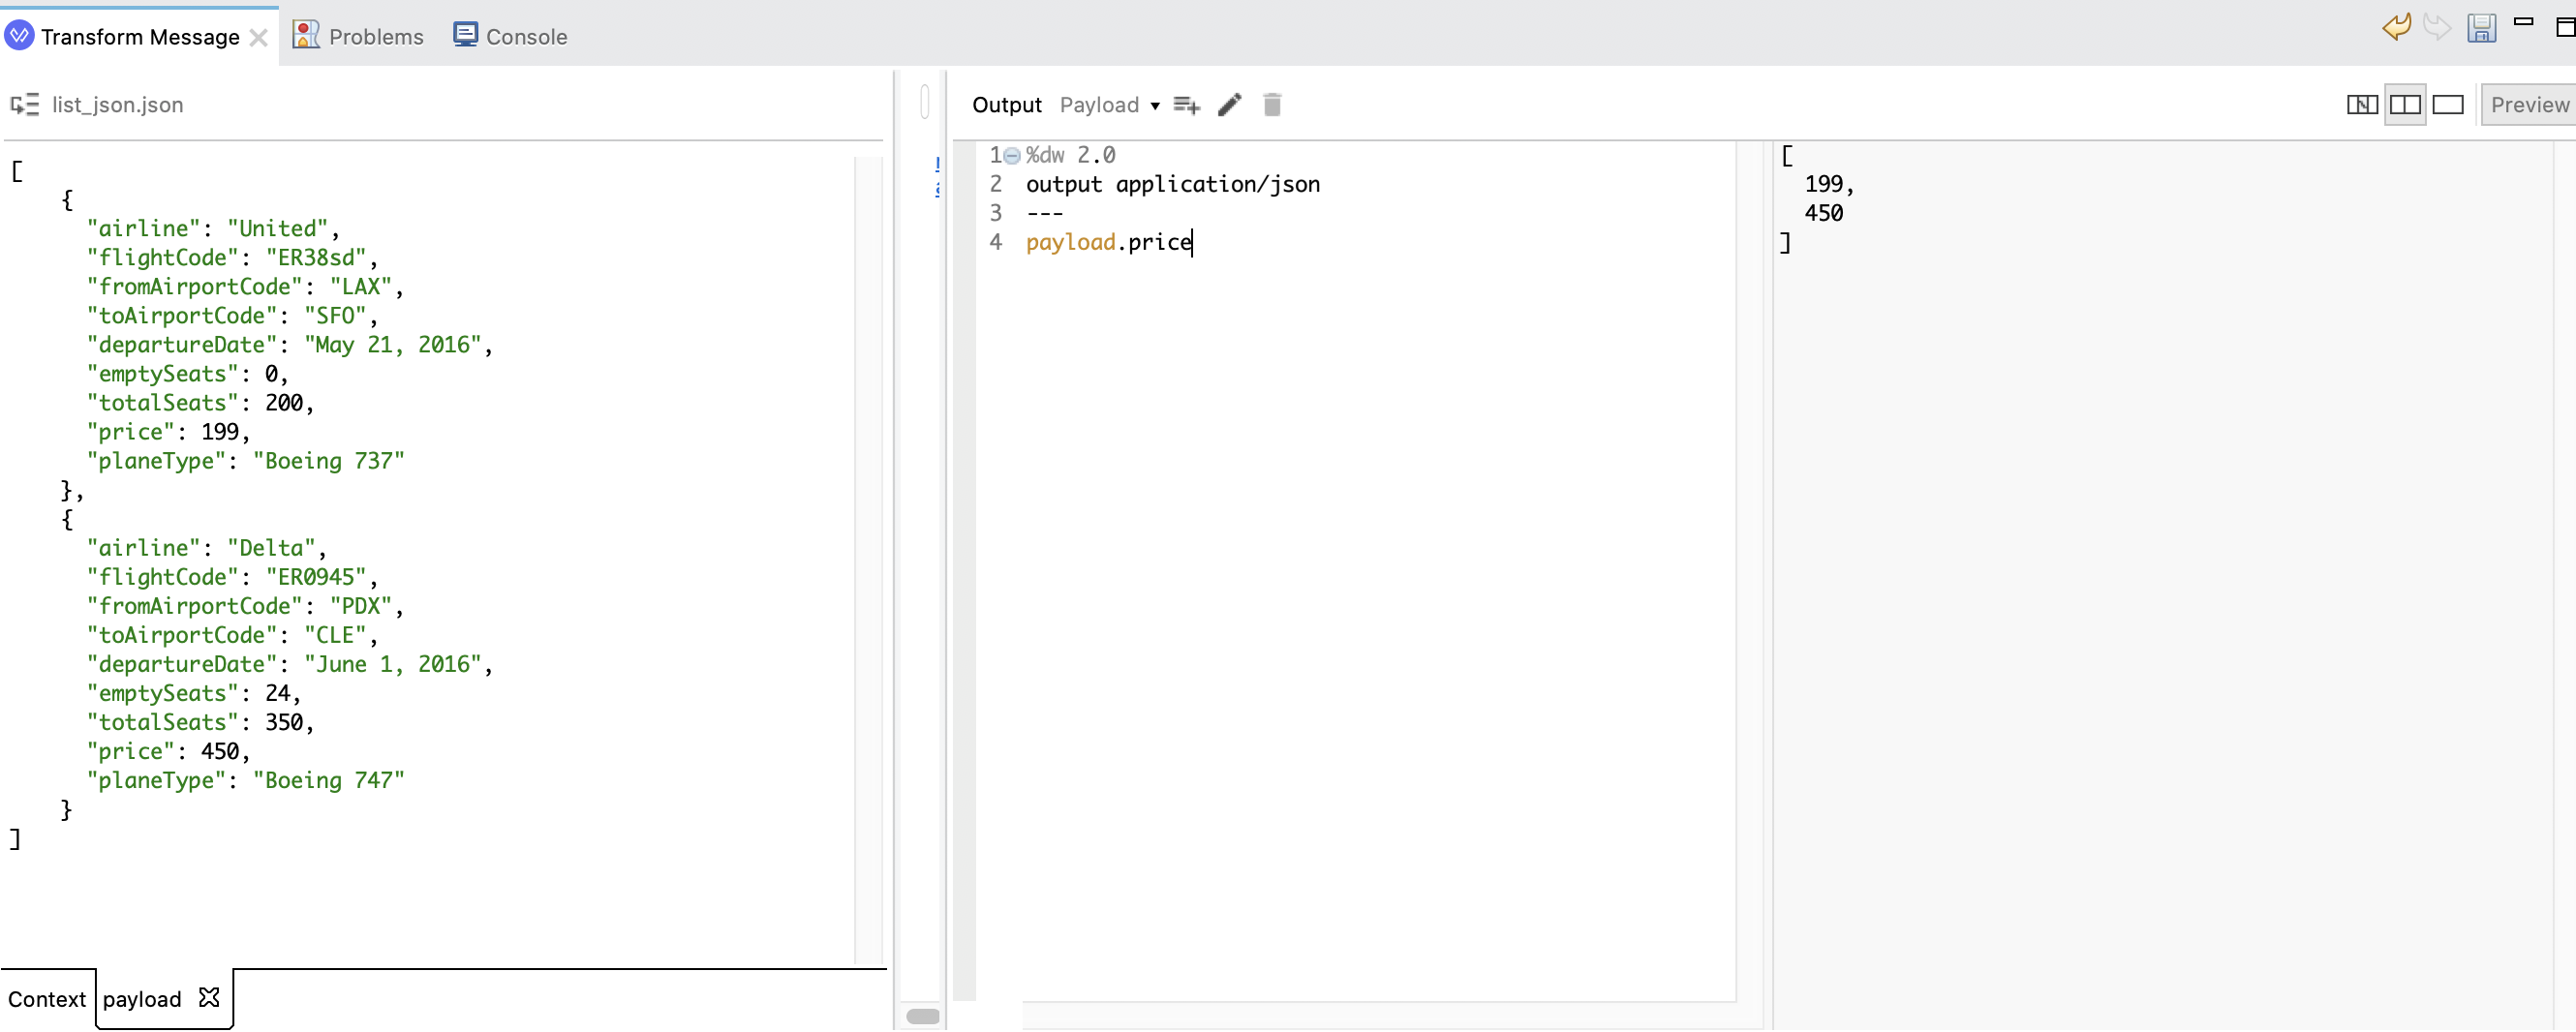 Transform Message
Problems
Console
list_json.json
[
{
"airline": "United",
"flightCode": "ER38sd",
"fromAirportCode": "LAX",
"toAirportCode": "SFO",
"departureDate": "May 21, 2016",
"emptySeats": 0,
"totalSeats": 200,
"price": 199,
"planeType": "Boeing 737"
},
{
"airline": "Delta",
"flightCode": "ER0945",
"fromAirportCode": "PDX",
"toAirportCode": "CLE",
"departureDate": "June 1, 2016",
"emptySeats": 24,
"totalSeats": 350,
"price": 450,
"planeType": "Boeing 747"
}
]
Context
payload
Output Payload
Preview
1 %dw 2.0
2 output application/json
3 ---
4 payload.price
[
199,
450
]